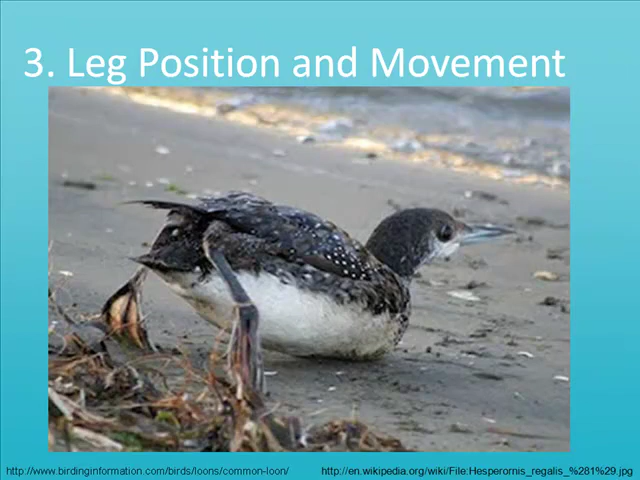 3. Leg Position and Movement
http://www.birdinginformation.com/birds/loons/common-loon/ http://en.wikipedia.org/wiki/File:Hesperornis_regalis_%281%29.jpg